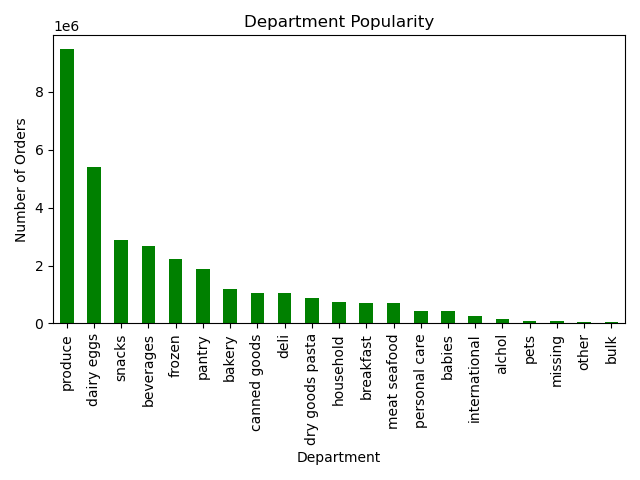 Department Popularity
1e6
8
6
4
2
0
Number of Orders
produce
dairy eggs
snacks
beverages
frozen
pantry
bakery
canned goods
deli
dry goods pasta
household
breakfast
meat seafood
personal care
babies
international
alchol
pets
missing
other
bulk
Department